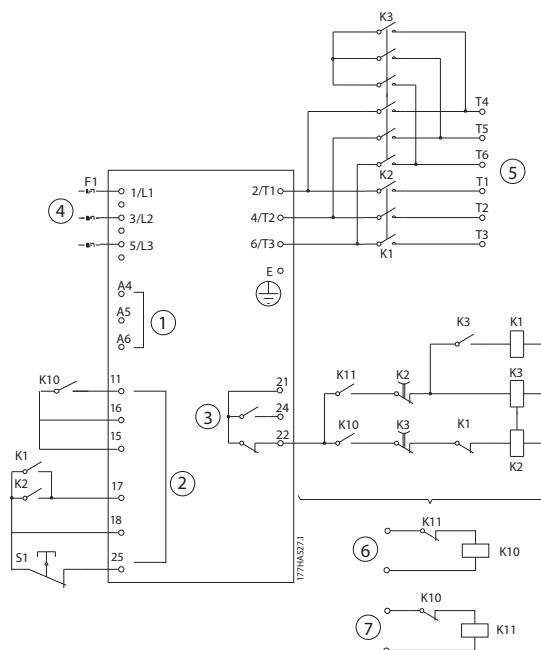 K3
T4
T5
T6
5
F1
1/L1
2/T1
K2
T1
4
3/L2
4/T2
T2
5/L3
6/T3
T3
K1
E
A4
A5
1
A6
K3
K1
K10
11
21
K11
K2
K3
16
3
24
15
22
K10
K3
K1
K2
K1
2
17
K2
18
S1
25
177HA527.1
K11
6
K10
K10
7
K11